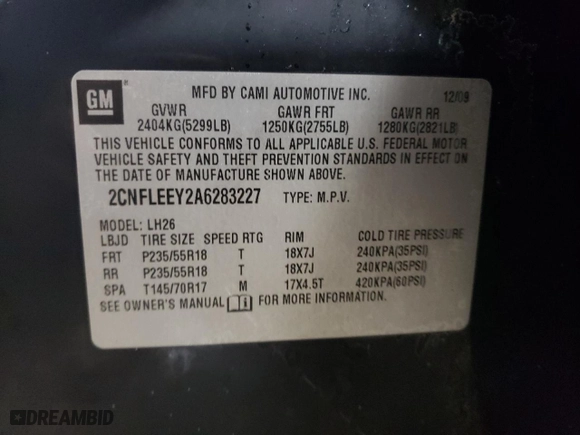 GM
MFD BY CAMI AUTOMOTIVE INC. 12/09
GVWR GAWR FRT GAWR RR
2404KG(5299LB) 1250KG(2755LB) 1280KG(2821LB)
THIS VEHICLE CONFORMS TO ALL APPLICABLE U.S. FEDERAL MOTOR
VEHICLE SAFETY AND THEFT PREVENTION STANDARDS IN EFFECT ON
THE DATE OF MANUFACTURE SHOWN ABOVE.
2CNFLEEY2A6283227 TYPE: M.P.V.
MODEL: LH26
LBJD TIRE SIZE SPEED RTG RIM COLD TIRE PRESSURE
FRT P235/55R18 T 18X7J 240KPA(35PSI)
RR P235/55R18 T 18X7J 240KPA(35PSI)
SPA T145/70R17 M 17X4.5T 420KPA(60PSI)
SEE OWNER'S MANUAL FOR MORE INFORMATION.
DREAMBID